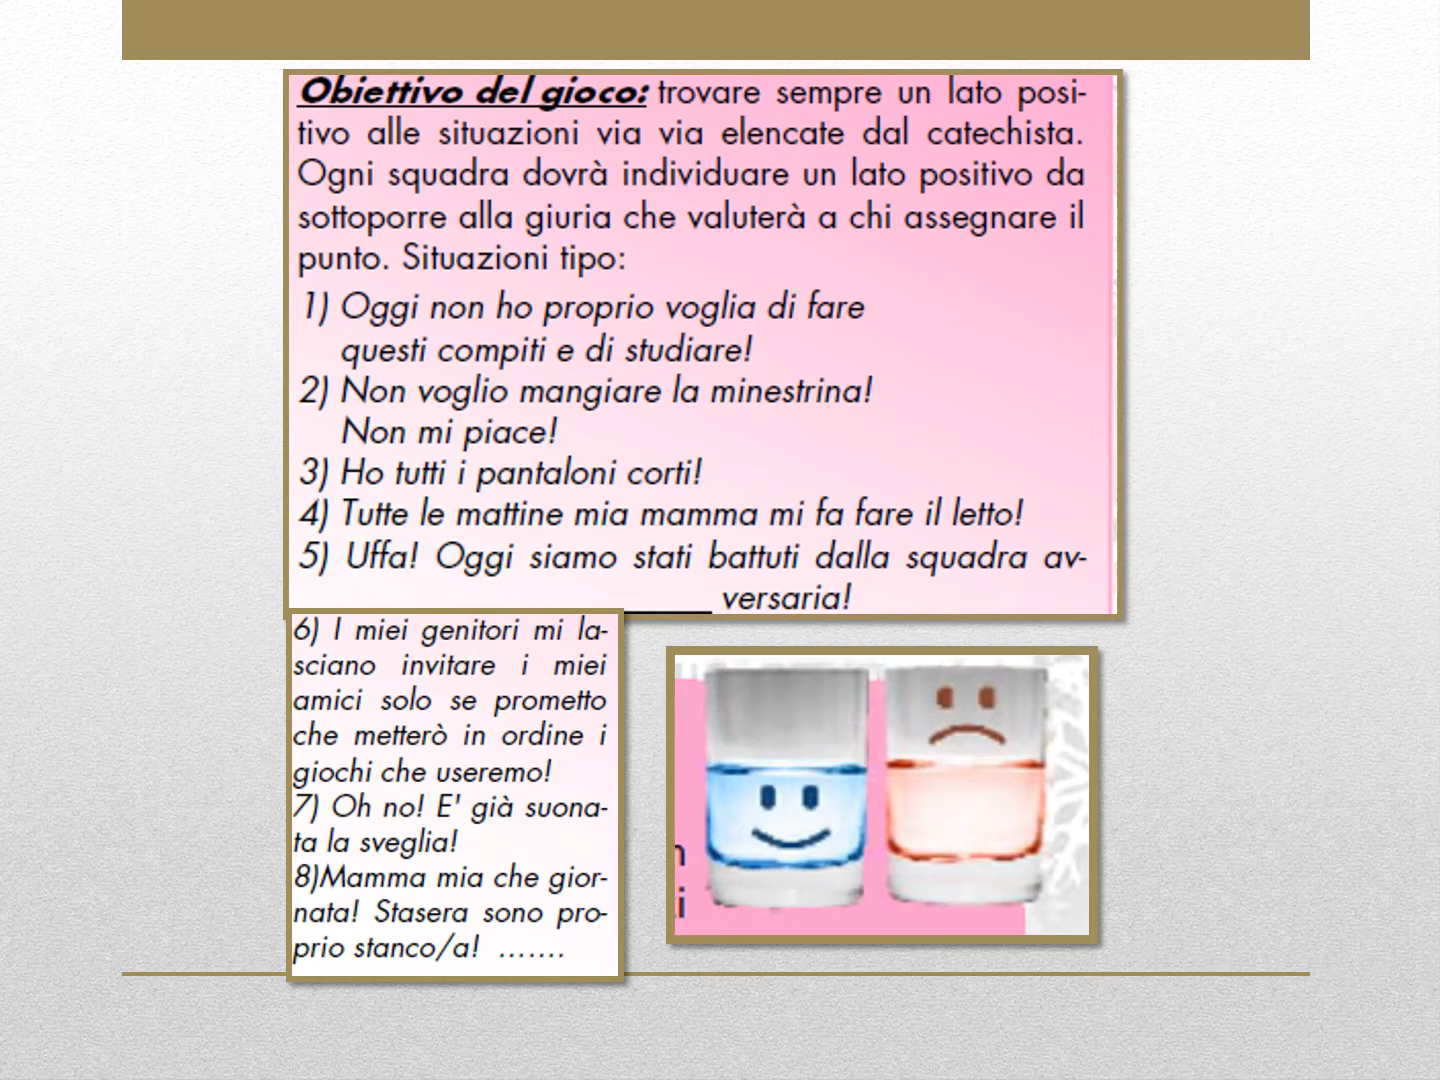 Obiettivo del gioco: trovare sempre un lato posi-
tivo alle situazioni via via elencate dal catechista.
Ogni squadra dovrà individuare un lato positivo da
sottoporre alla giuria che valuterà a chi assegnare il
punto. Situazioni tipo:
1) Oggi non ho proprio voglia di fare
questi compiti e di studiare!
2) Non voglio mangiare la minestrina!
Non mi piace!
3) Ho tutti i pantaloni corti!
4) Tutte le mattine mia mamma mi fa fare il letto!
5) Uffa! Oggi siamo stati battuti dalla squadra av-
versaria!
6) I miei genitori mi la-
sciano invitare i miei
amici solo se prometto
che metterò in ordine i
giochi che useremo!
7) Oh no! E' già suona-
ta la sveglia!
8)Mamma mia che gior-
nata! Stasera sono pro-
prio stanco/a! .......